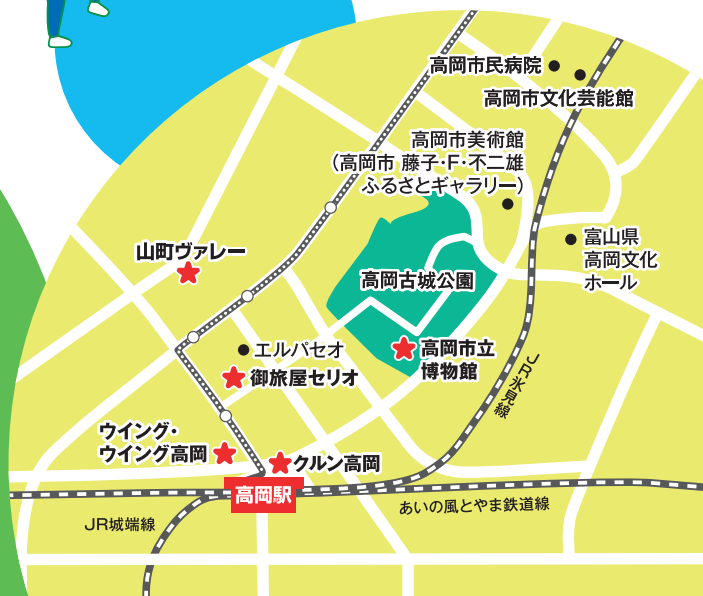 高岡市民病院
高岡市文化芸能館
高岡市美術館
（高岡市 藤子・F・不二雄
ふるさとギャラリー）
富山県
高岡文化
ホール
山町ヴァレー
高岡古城公園
エルパセオ
高岡市立
博物館
御旅屋セリオ
JR氷見線
ウイング・
ウイング高岡
クルン高岡
高岡駅
あいの風とやま鉄道線
JR城端線